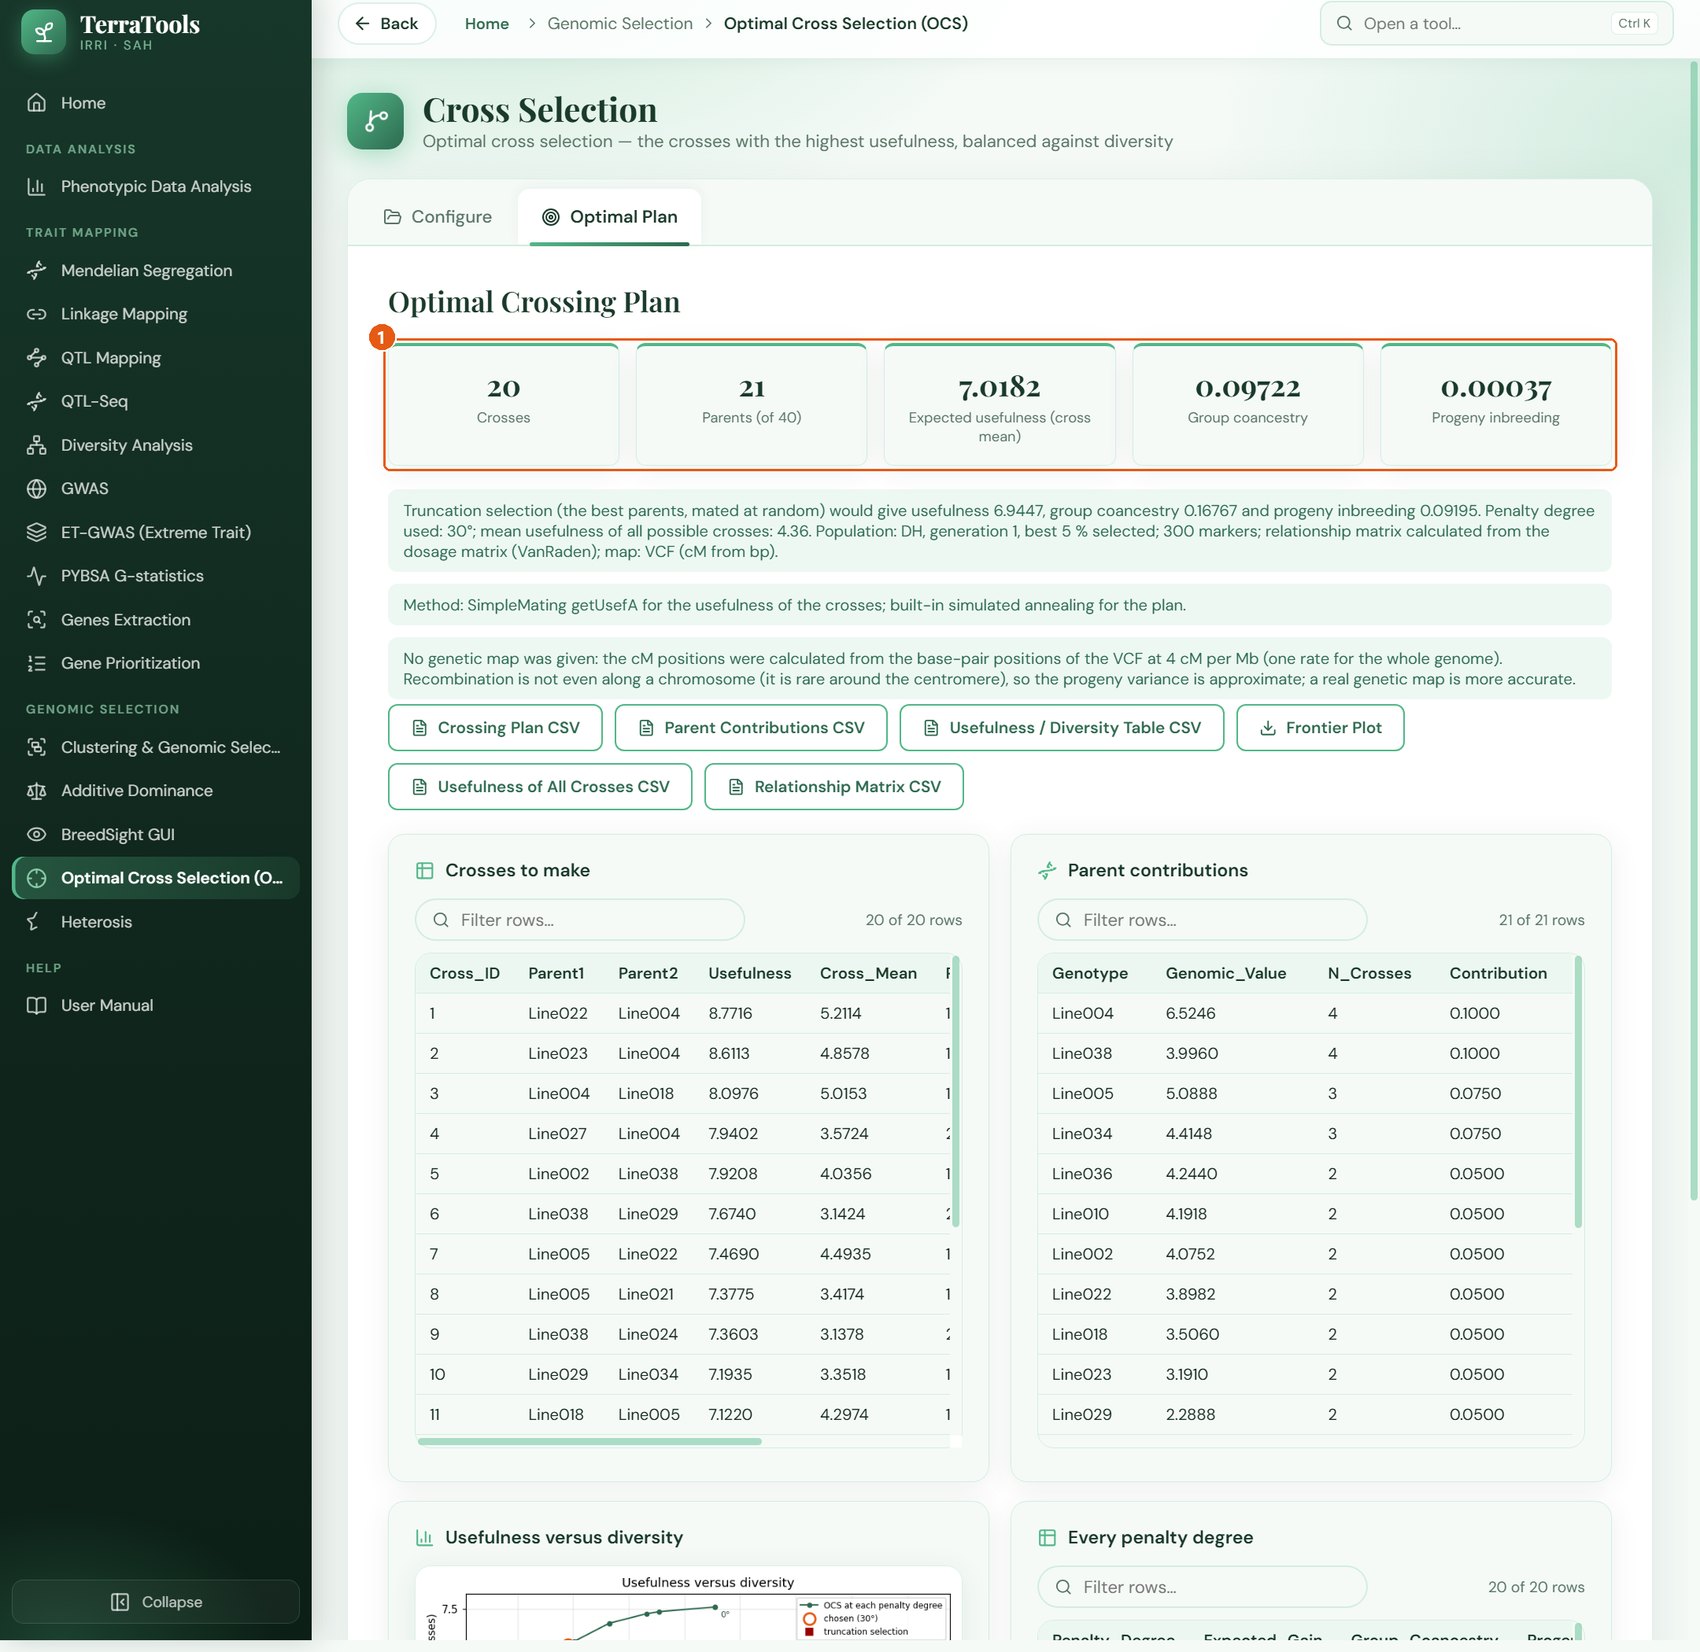 TerraTools
IRRI · SAH
Home
DATA ANALYSIS
Phenotypic Data Analysis
TRAIT MAPPING
Mendelian Segregation
Linkage Mapping
QTL Mapping
QTL-Seq
Diversity Analysis
GWAS
ET-GWAS (Extreme Trait)
PYBSA G-statistics
Genes Extraction
Gene Prioritization
GENOMIC SELECTION
Clustering & Genomic Selec...
Additive Dominance
BreedSight GUI
Optimal Cross Selection (O...
Heterosis
HELP
User Manual
Collapse
Back
Home > Genomic Selection > Optimal Cross Selection (OCS)
Open a tool... Ctrl K
Cross Selection
Optimal cross selection — the crosses with the highest usefulness, balanced against diversity
Configure
Optimal Plan
Optimal Crossing Plan
1
20
Crosses
21
Parents (of 40)
7.0182
Expected usefulness (cross
mean)
0.09722
Group coancestry
0.00037
Progeny inbreeding
Truncation selection (the best parents, mated at random) would give usefulness 6.9447, group coancestry 0.16767 and progeny inbreeding 0.09195. Penalty degree
used: 30°; mean usefulness of all possible crosses: 4.36. Population: DH, generation 1, best 5 % selected; 300 markers; relationship matrix calculated from the
dosage matrix (VanRaden); map: VCF (cM from bp).
Method: SimpleMating getUsefA for the usefulness of the crosses; built-in simulated annealing for the plan.
No genetic map was given: the cM positions were calculated from the base-pair positions of the VCF at 4 cM per Mb (one rate for the whole genome).
Recombination is not even along a chromosome (it is rare around the centromere), so the progeny variance is approximate; a real genetic map is more accurate.
Crossing Plan CSV
Parent Contributions CSV
Usefulness / Diversity Table CSV
Frontier Plot
Usefulness of All Crosses CSV
Relationship Matrix CSV
Crosses to make
Filter rows...
20 of 20 rows
Cross_ID Parent1 Parent2 Usefulness Cross_Mean
1 Line022 Line004 8.7716 5.2114
2 Line023 Line004 8.6113 4.8578
3 Line004 Line018 8.0976 5.0153
4 Line027 Line004 7.9402 3.5724
5 Line002 Line038 7.9208 4.0356
6 Line038 Line029 7.6740 3.1424
7 Line005 Line022 7.4690 4.4935
8 Line005 Line021 7.3775 3.4174
9 Line038 Line024 7.3603 3.1378
10 Line029 Line034 7.1935 3.3518
11 Line018 Line005 7.1220 4.2974
Parent contributions
Filter rows...
21 of 21 rows
Genotype Genomic_Value N_Crosses Contribution
Line004 6.5246 4 0.1000
Line038 3.9960 4 0.1000
Line005 5.0888 3 0.0750
Line034 4.4148 3 0.0750
Line036 4.2440 2 0.0500
Line010 4.1918 2 0.0500
Line002 4.0752 2 0.0500
Line022 3.8982 2 0.0500
Line018 3.5060 2 0.0500
Line023 3.1910 2 0.0500
Line029 2.2888 2 0.0500
Usefulness versus diversity
Usefulness versus diversity
7.5
0°
OCS at each penalty degree
chosen (30°)
truncation selection
Every penalty degree
Filter rows...
20 of 20 rows